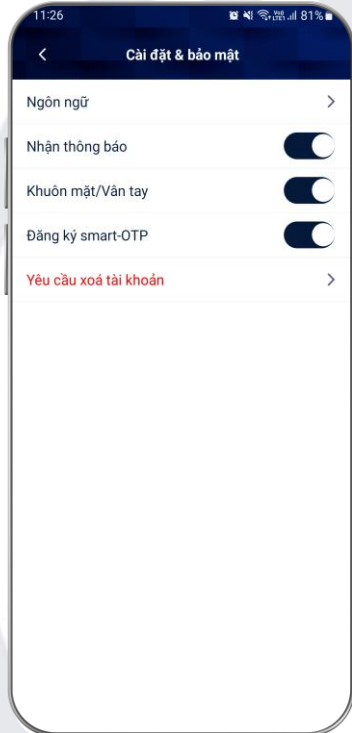 11:26
81%
Cài đặt & bảo mật
Ngôn ngữ
Nhận thông báo
Khuôn mặt/Vân tay
Đăng ký smart-OTP
Yêu cầu xoá tài khoản